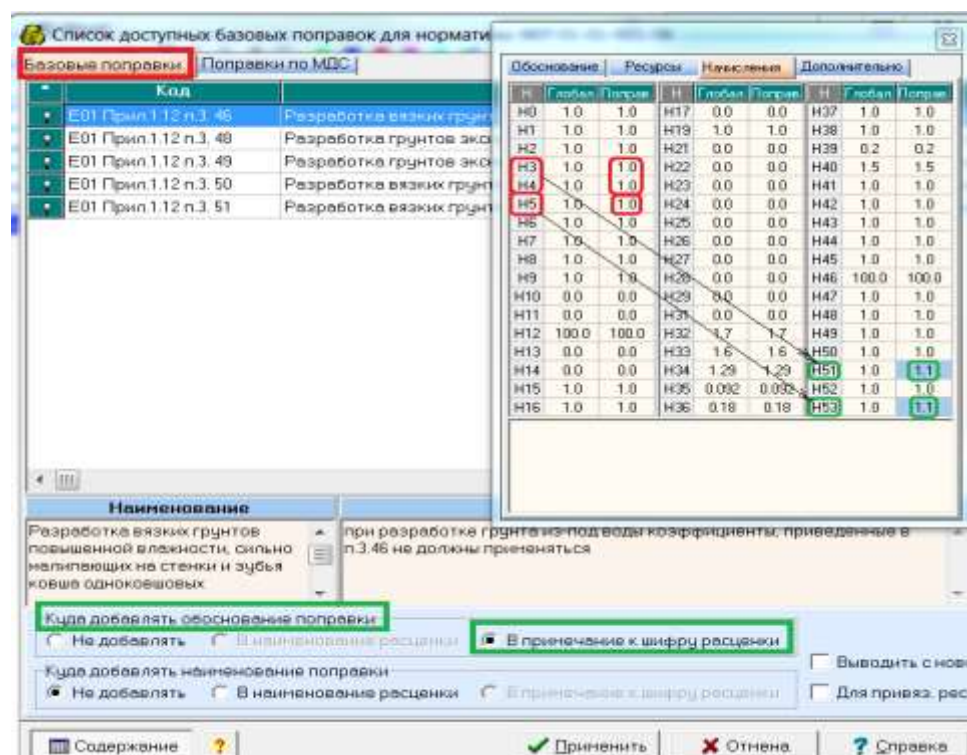 Список доступных базовых поправок для нормати
Базовые поправки Поправки по МДС
Код
Е01 Прил.1.12 п.3. 46 Разработка вязких грун
Е01 Прил.1.12 п.3. 48 Разработка грунтов экс
Е01 Прил.1.12 п.3. 49 Разработка грунтов экс
Е01 Прил.1.12 п.3. 50 Разработка вязких грунт
Е01 Прил.1.12 п.3. 51 Разработка вязких грунт
Обоснование Ресурсы Начисления Дополнительно
Н Глобал Поправ Н Глобал Поправ Н Глобал Поправ
Н0 1.0 1.0 Н17 0.0 0.0 Н37 1.0 1.0
Н1 1.0 1.0 Н19 1.0 1.0 Н38 1.0 1.0
Н2 1.0 1.0 Н21 0.0 0.0 Н39 0.2 0.2
Н3 1.0 1.0 Н22 0.0 0.0 Н40 1.5 1.5
Н4 1.0 1.0 Н23 0.0 0.0 Н41 1.0 1.0
Н5 1.0 1.0 Н24 0.0 0.0 Н42 1.0 1.0
Н6 1.0 1.0 Н25 0.0 0.0 Н43 1.0 1.0
Н7 1.0 1.0 Н26 0.0 0.0 Н44 1.0 1.0
Н8 1.0 1.0 Н27 0.0 0.0 Н45 1.0 1.0
Н9 1.0 1.0 Н28 0.0 0.0 Н46 100.0 100.0
Н10 0.0 0.0 Н29 0.0 0.0 Н47 1.0 1.0
Н11 0.0 0.0 Н31 0.0 0.0 Н48 1.0 1.0
Н12 100.0 100.0 Н32 1.7 1.7 Н49 1.0 1.0
Н13 0.0 0.0 Н33 1.6 1.6 Н50 1.0 1.0
Н14 0.0 0.0 Н34 1.29 1.29 Н51 1.0 1.1
Н15 1.0 1.0 Н35 0.092 0.092 Н52 1.0 1.0
Н16 1.0 1.0 Н36 0.18 0.18 Н53 1.0 1.1
Наименование
Разработка вязких грунтов
повышенной влажности, сильно
налипающих на стенки и зубья
ковша одноковшовых
при разработке грунта из-под воды коэффициенты, приведенные в
п.3.46 не должны применяться
Куда добавлять обоснование поправки
Не добавлять В наименование расценки В примечание к шифру расценки
Куда добавлять наименование поправки
Не добавлять В наименование расценки В примечание к шифру расценки
Выводить с нов
Для привяз. рес
Содержание ? Применить Отмена ? Справка